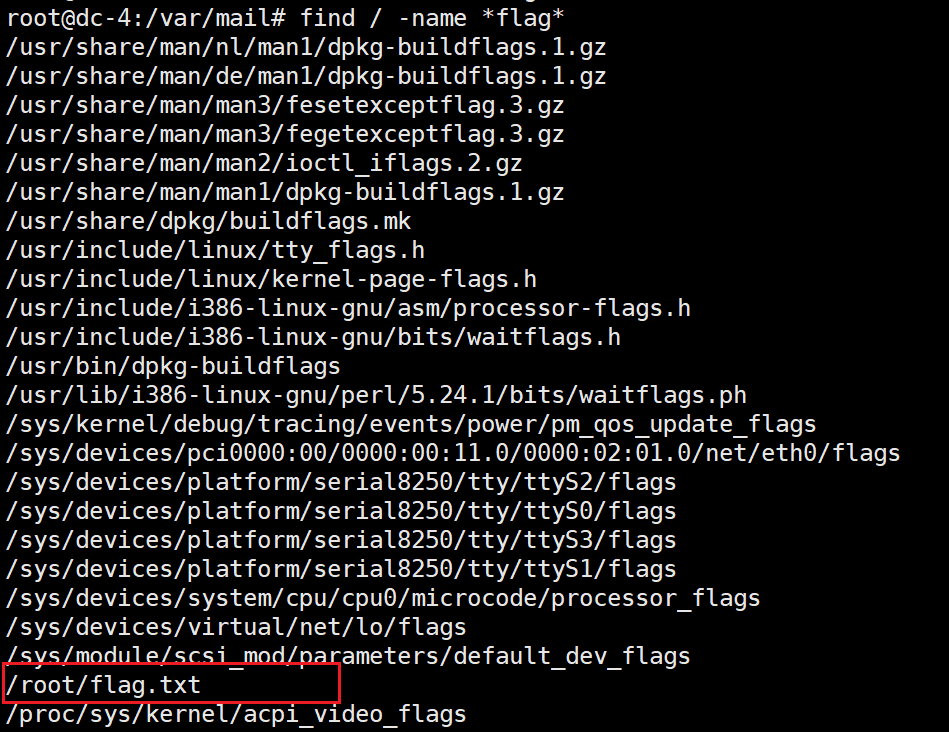 root@dc-4:/var/mail# find / -name *flag*
/usr/share/man/nl/man1/dpkg-buildflags.1.gz
/usr/share/man/de/man1/dpkg-buildflags.1.gz
/usr/share/man/man3/fesetexceptflag.3.gz
/usr/share/man/man3/fegetexceptflag.3.gz
/usr/share/man/man2/ioctl_iflags.2.gz
/usr/share/man/man1/dpkg-buildflags.1.gz
/usr/share/dpkg/buildflags.mk
/usr/include/linux/tty_flags.h
/usr/include/linux/kernel-page-flags.h
/usr/include/i386-linux-gnu/asm/processor-flags.h
/usr/include/i386-linux-gnu/bits/waitflags.h
/usr/bin/dpkg-buildflags
/usr/lib/i386-linux-gnu/perl/5.24.1/bits/waitflags.ph
/sys/kernel/debug/tracing/events/power/pm_qos_update_flags
/sys/devices/pci0000:00/0000:00:11.0/0000:02:01.0/net/eth0/flags
/sys/devices/platform/serial8250/tty/ttyS2/flags
/sys/devices/platform/serial8250/tty/ttyS0/flags
/sys/devices/platform/serial8250/tty/ttyS3/flags
/sys/devices/platform/serial8250/tty/ttyS1/flags
/sys/devices/system/cpu/cpu0/microcode/processor_flags
/sys/devices/virtual/net/lo/flags
/sys/module/scsi_mod/parameters/default_dev_flags
/root/flag.txt
/proc/sys/kernel/acpi_video_flags